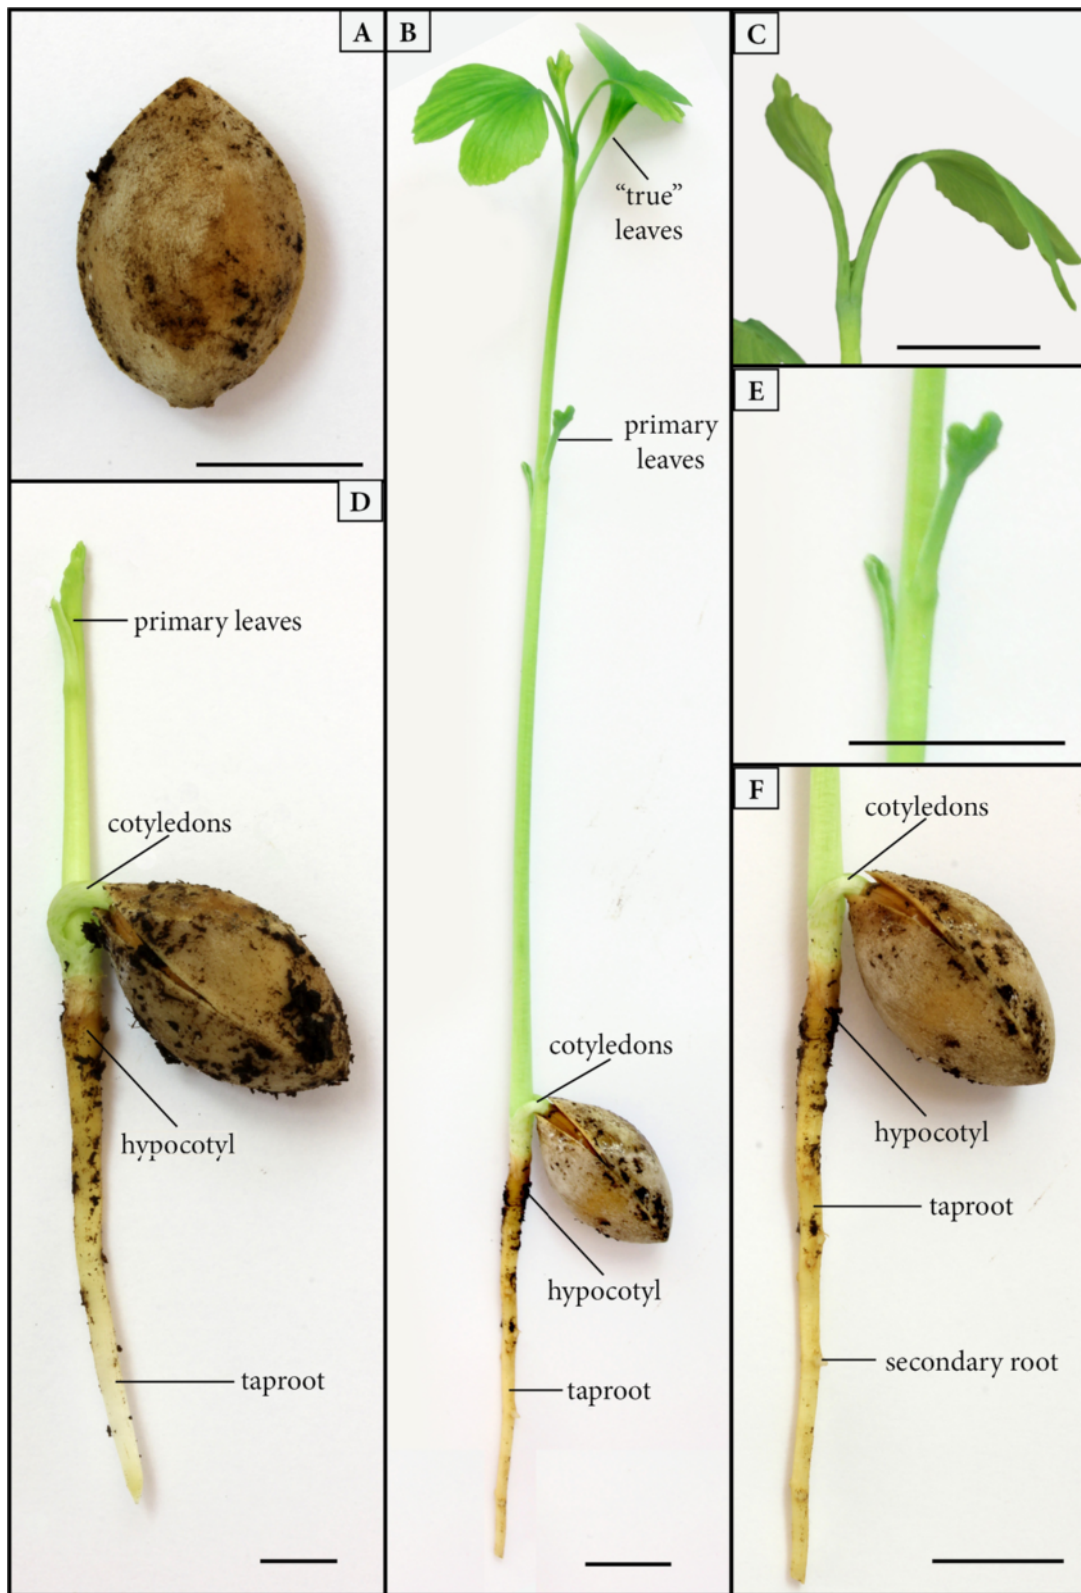 A
B
"true"
leaves
primary
leaves
cotyledons
hypocotyl
taproot
C
D
primary leaves
cotyledons
hypocotyl
taproot
E
F
cotyledons
hypocotyl
taproot
secondary root